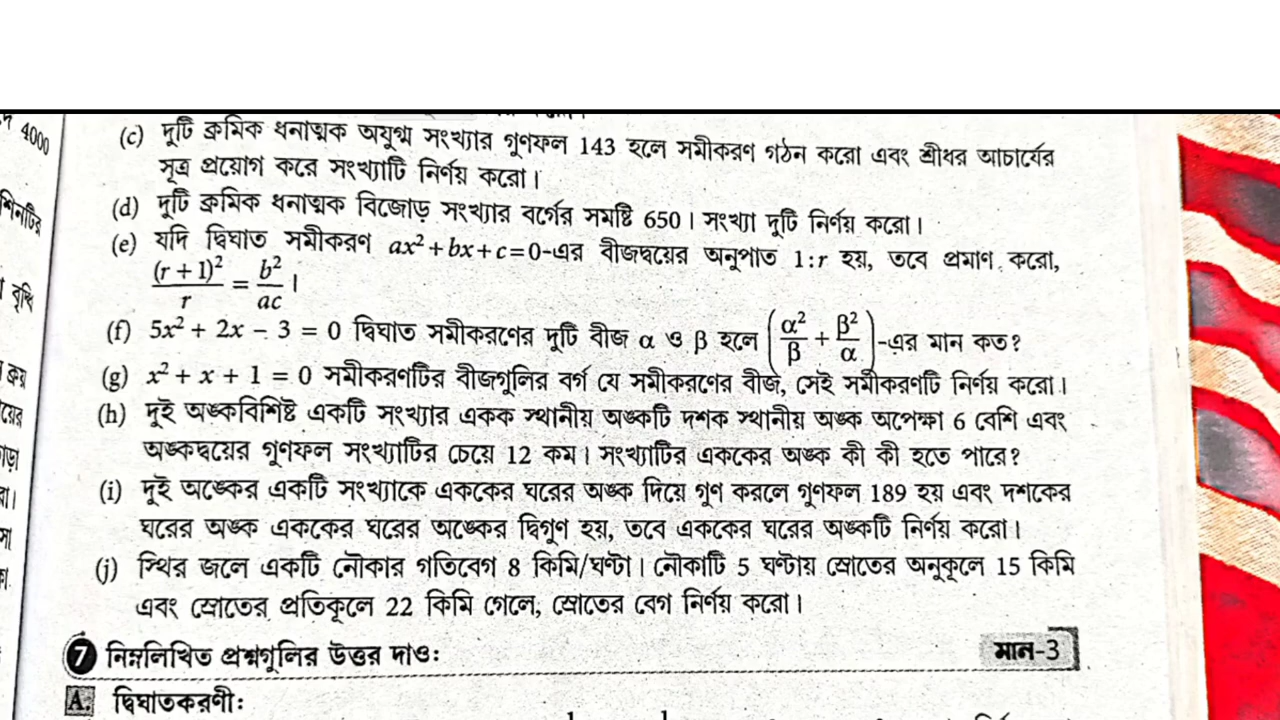 4000
(c) দুটি ক্রমিক ধনাত্মক অযুগ্ম সংখ্যার গুণফল 143 হলে সমীকরণ গঠন করো এবং শ্রীধর আচার্যের
সূত্র প্রয়োগ করে সংখ্যাটি নির্ণয় করো।
(d) দুটি ক্রমিক ধনাত্মক বিজোড় সংখ্যার বর্গের সমষ্টি 650। সংখ্যা দুটি নির্ণয় করো।
(e) যদি দ্বিঘাত সমীকরণ ax² + bx + c = 0-এর বীজদ্বয়ের অনুপাত 1:r হয়, তবে প্রমাণ করো,
(r + 1)²/r = b²/ac।
(f) 5x² + 2x – 3 = 0 দ্বিঘাত সমীকরণের দুটি বীজ α ও β হলে (α²/β + β²/α)-এর মান কত?
(g) x² + x + 1 = 0 সমীকরণটির বীজগুলির বর্গ যে সমীকরণের বীজ, সেই সমীকরণটি নির্ণয় করো।
(h) দুই অঙ্কবিশিষ্ট একটি সংখ্যার একক স্থানীয় অঙ্কটি দশক স্থানীয় অঙ্ক অপেক্ষা 6 বেশি এবং
অঙ্কদ্বয়ের গুণফল সংখ্যাটির চেয়ে 12 কম। সংখ্যাটির এককের অঙ্ক কী কী হতে পারে?
(i) দুই অঙ্কের একটি সংখ্যাকে এককের ঘরের অঙ্ক দিয়ে গুণ করলে গুণফল 189 হয় এবং দশকের
ঘরের অঙ্ক এককের ঘরের অঙ্কের দ্বিগুণ হয়, তবে এককের ঘরের অঙ্কটি নির্ণয় করো।
(j) স্থির জলে একটি নৌকার গতিবেগ 8 কিমি/ঘণ্টা। নৌকাটি 5 ঘণ্টায় স্রোতের অনুকূলে 15 কিমি
এবং স্রোতের প্রতিকূলে 22 কিমি গেলে, স্রোতের বেগ নির্ণয় করো।
7 নিম্নলিখিত প্রশ্নগুলির উত্তর দাও: মান-3
A. দ্বিঘাতকরণী: